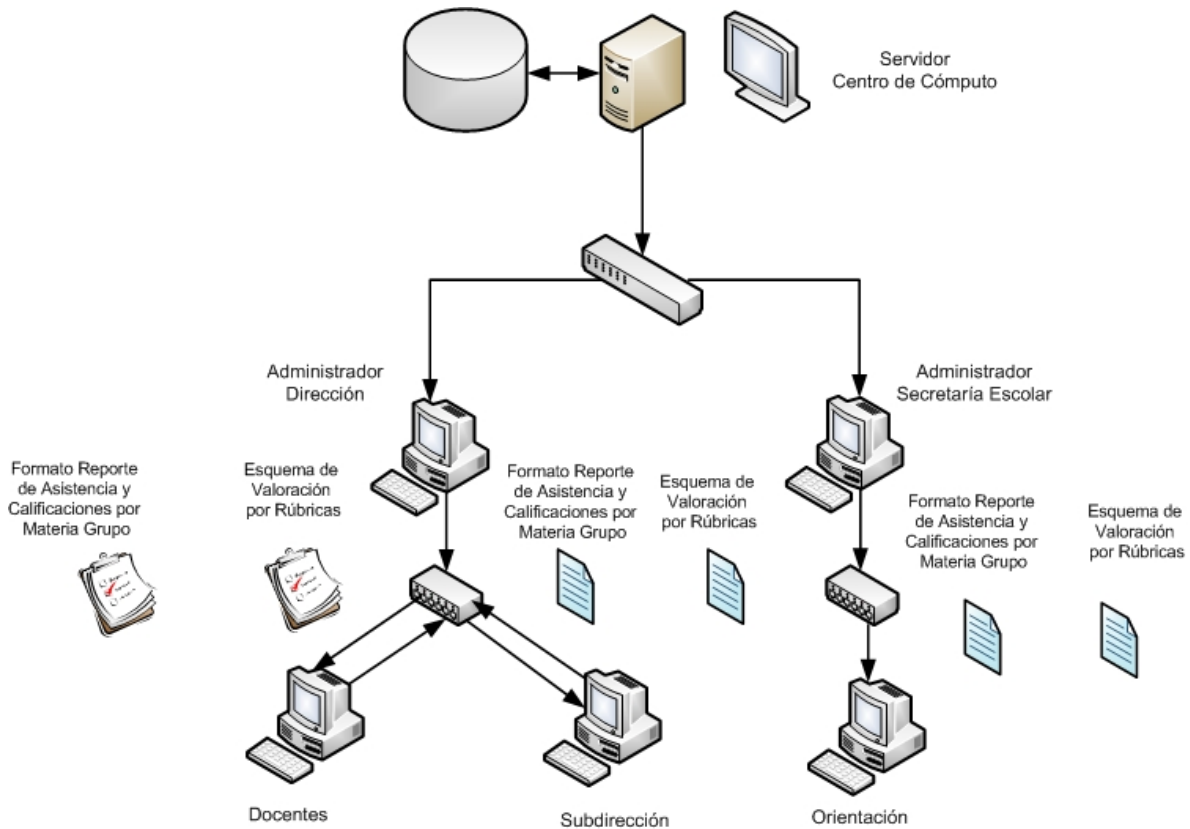 Servidor
Centro de Cómputo
Administrador
Dirección
Administrador
Secretaría Escolar
Formato Reporte
de Asistencia y
Calificaciones por
Materia Grupo
Esquema de
Valoración
por Rúbricas
Formato Reporte
de Asistencia y
Calificaciones por
Materia Grupo
Esquema de
Valoración
por Rúbricas
Formato Reporte
de Asistencia y
Calificaciones por
Materia Grupo
Esquema de
Valoración
por Rúbricas
Docentes
Subdirección
Orientación